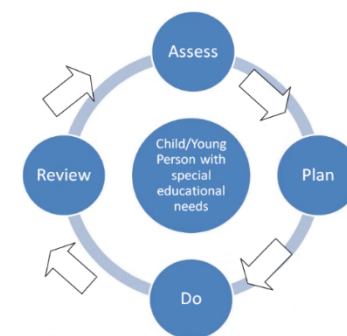 Assess
Child/Young
Person with
special
educational
needs
Review
Plan
Do